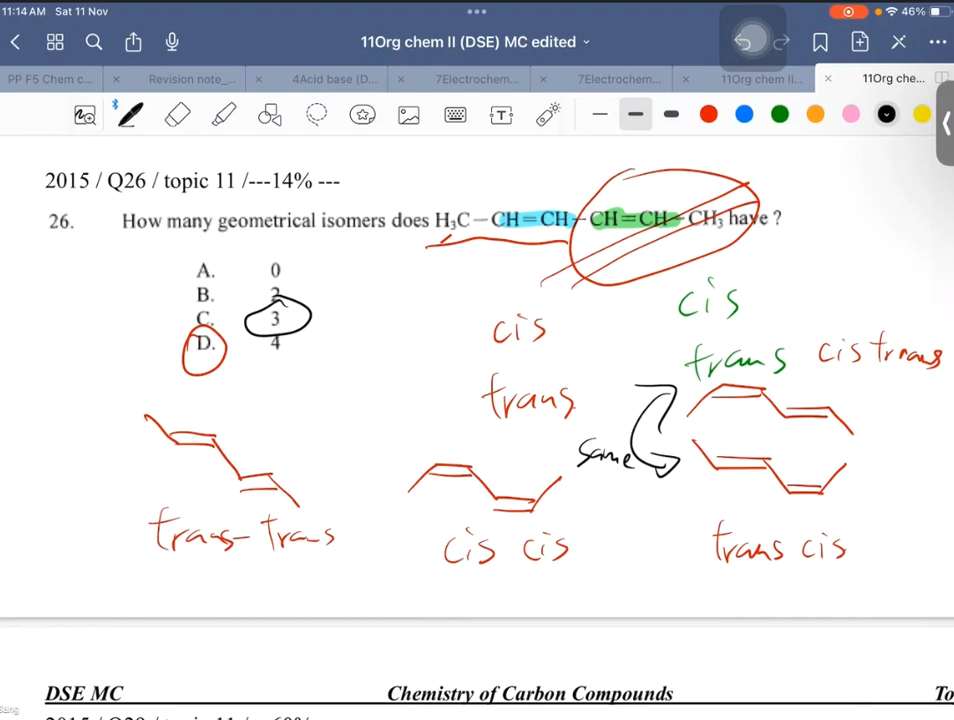 11:14 AM Sat 11 Nov
46%
11Org chem II (DSE) MC edited
PP F5 Chem c... Revision note_... 4Acid base (D... 7Electrochem... 7Electrochem... 11Org chem II... 11Org che...
2015 / Q26 / topic 11 /---14% ---
26. How many geometrical isomers does H₃C－CH＝CH－CH＝CH－CH₃ have ?
A. 0
B. 2
C. 3
D. 4
cis
cis
trans
cis trans
trans
same
trans-trans
cis cis
trans cis
DSE MC Chemistry of Carbon Compounds To